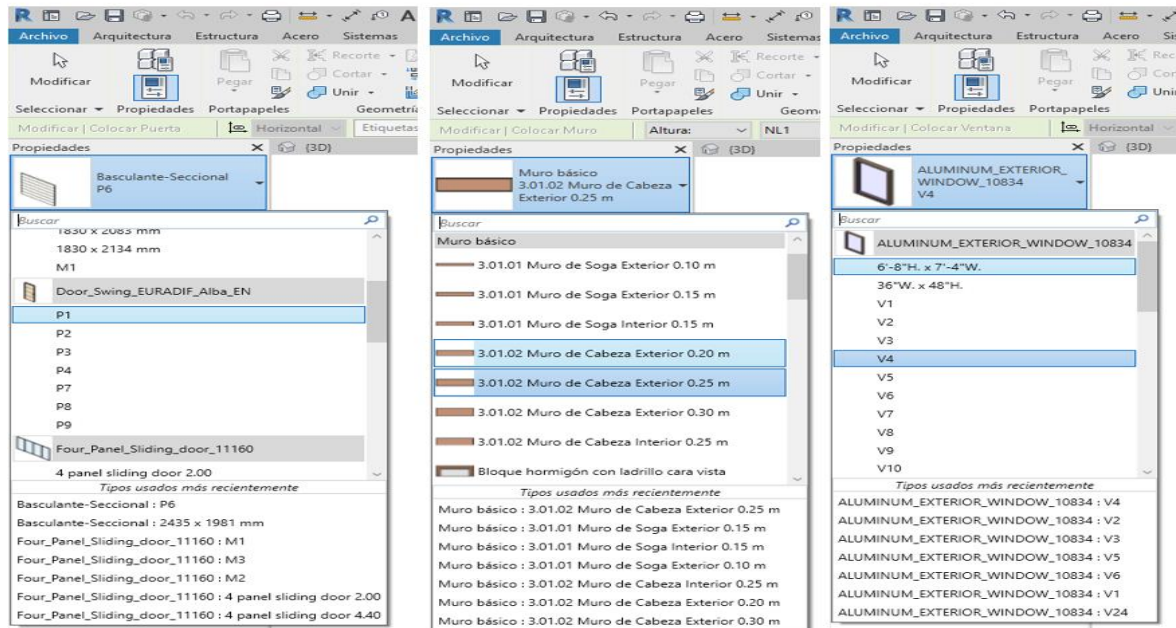 R
Archivo Arquitectura Estructura Acero Sistemas
Recorte
Modificar Pegar Cortar
Unir
Seleccionar Propiedades Portapapeles Geometría
Modificar | Colocar Puerta Horizontal Etiquetas
Propiedades {3D}
Basculante-Seccional
P6
Buscar
1830 x 2083 mm
1830 x 2134 mm
M1
Door_Swing_EURADIF_Alba_EN
P1
P2
P3
P4
P7
P8
P9
Four_Panel_Sliding_door_11160
4 panel sliding door 2.00
Tipos usados más recientemente
Basculante-Seccional : P6
Basculante-Seccional : 2435 x 1981 mm
Four_Panel_Sliding_door_11160 : M1
Four_Panel_Sliding_door_11160 : M3
Four_Panel_Sliding_door_11160 : M2
Four_Panel_Sliding_door_11160 : 4 panel sliding door 2.00
Four_Panel_Sliding_door_11160 : 4 panel sliding door 4.40
R
Archivo Arquitectura Estructura Acero Sistemas
Recorte
Modificar Pegar Cortar
Unir
Seleccionar Propiedades Portapapeles Geom
Modificar | Colocar Muro Altura: NL1
Propiedades {3D}
Muro básico
3.01.02 Muro de Cabeza
Exterior 0.25 m
Buscar
Muro básico
3.01.01 Muro de Soga Exterior 0.10 m
3.01.01 Muro de Soga Exterior 0.15 m
3.01.01 Muro de Soga Interior 0.15 m
3.01.02 Muro de Cabeza Exterior 0.20 m
3.01.02 Muro de Cabeza Exterior 0.25 m
3.01.02 Muro de Cabeza Exterior 0.30 m
3.01.02 Muro de Cabeza Interior 0.25 m
Bloque hormigón con ladrillo cara vista
Tipos usados más recientemente
Muro básico : 3.01.02 Muro de Cabeza Exterior 0.25 m
Muro básico : 3.01.01 Muro de Soga Exterior 0.15 m
Muro básico : 3.01.01 Muro de Soga Interior 0.15 m
Muro básico : 3.01.01 Muro de Soga Exterior 0.10 m
Muro básico : 3.01.02 Muro de Cabeza Interior 0.25 m
Muro básico : 3.01.02 Muro de Cabeza Exterior 0.20 m
Muro básico : 3.01.02 Muro de Cabeza Exterior 0.30 m
R
Archivo Arquitectura Estructura Acero Sis
Rec
Modificar Pegar Cortar
Unir
Seleccionar Propiedades Portapapeles
Modificar | Colocar Ventana Horizontal
Propiedades {3D}
ALUMINUM_EXTERIOR_
WINDOW_10834
V4
Buscar
ALUMINUM_EXTERIOR_WINDOW_10834
6'-8"H. x 7'-4"W.
36"W. x 48"H.
V1
V2
V3
V4
V5
V6
V7
V8
V9
V10
Tipos usados más recientemente
ALUMINUM_EXTERIOR_WINDOW_10834 : V4
ALUMINUM_EXTERIOR_WINDOW_10834 : V2
ALUMINUM_EXTERIOR_WINDOW_10834 : V3
ALUMINUM_EXTERIOR_WINDOW_10834 : V5
ALUMINUM_EXTERIOR_WINDOW_10834 : V6
ALUMINUM_EXTERIOR_WINDOW_10834 : V1
ALUMINUM_EXTERIOR_WINDOW_10834 : V24